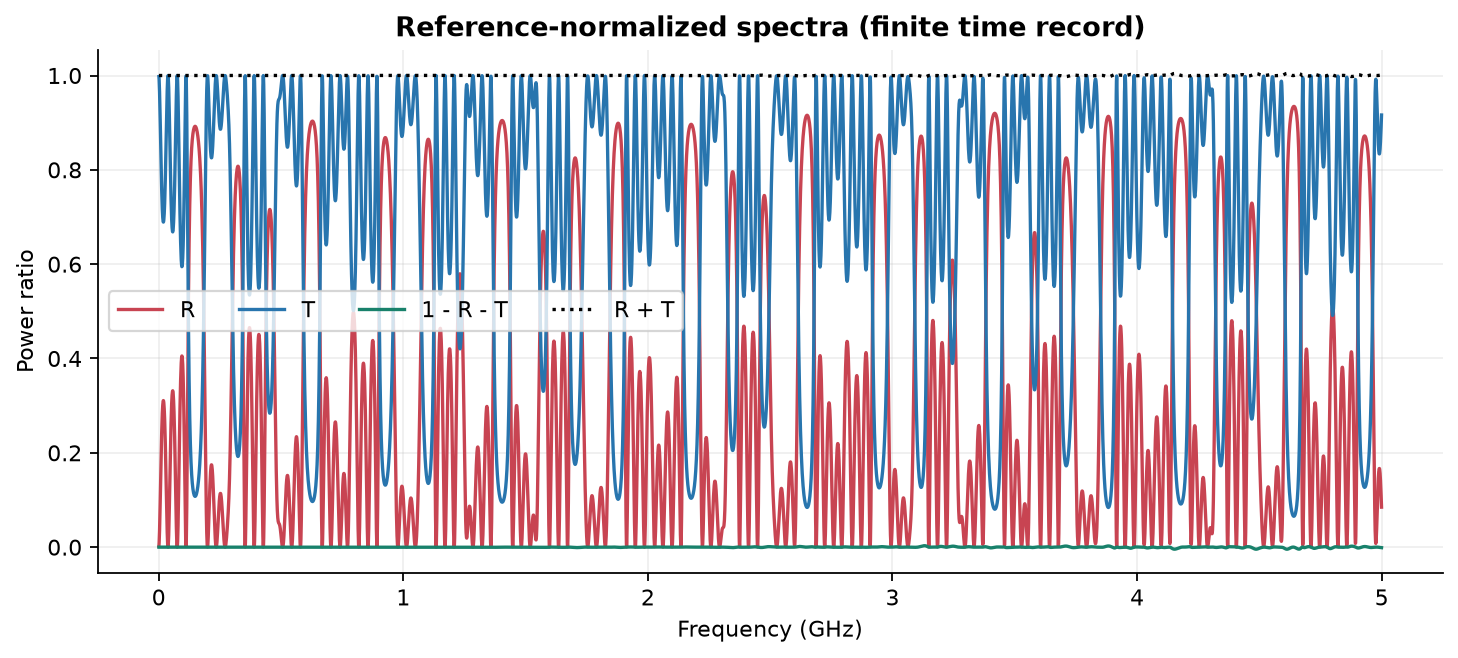 Reference-normalized spectra (finite time record)
Power ratio
1.0
0.8
0.6
0.4
0.2
0.0
R T 1 - R - T R + T
0 1 2 3 4 5
Frequency (GHz)